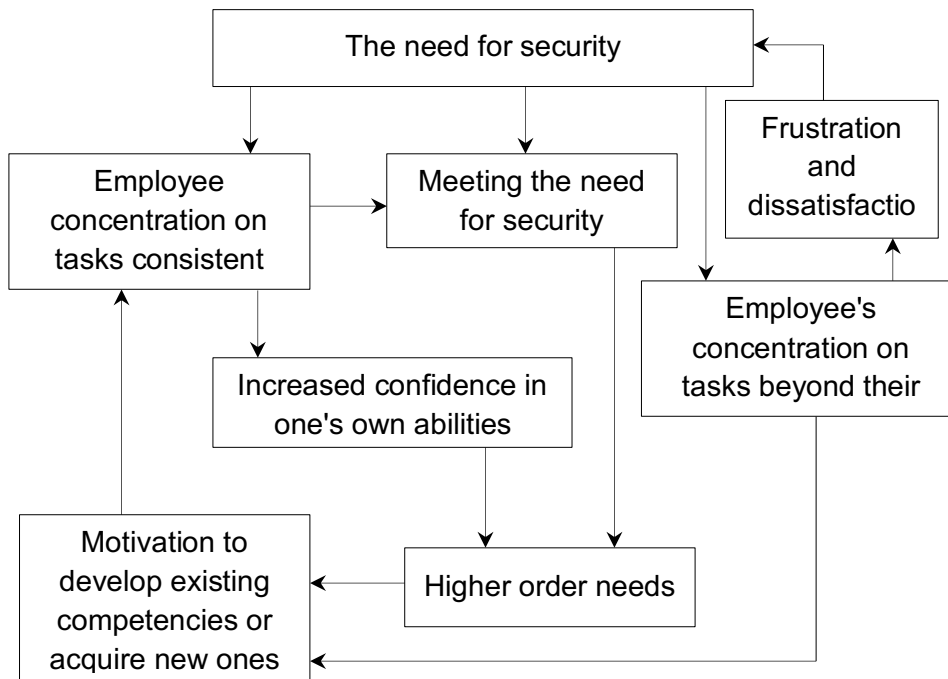 The need for security
Frustration
and
dissatisfactio
Employee
concentration on
tasks consistent
Meeting the need
for security
Employee's
concentration on
tasks beyond their
Increased confidence in
one's own abilities
Motivation to
develop existing
competencies or
acquire new ones
Higher order needs